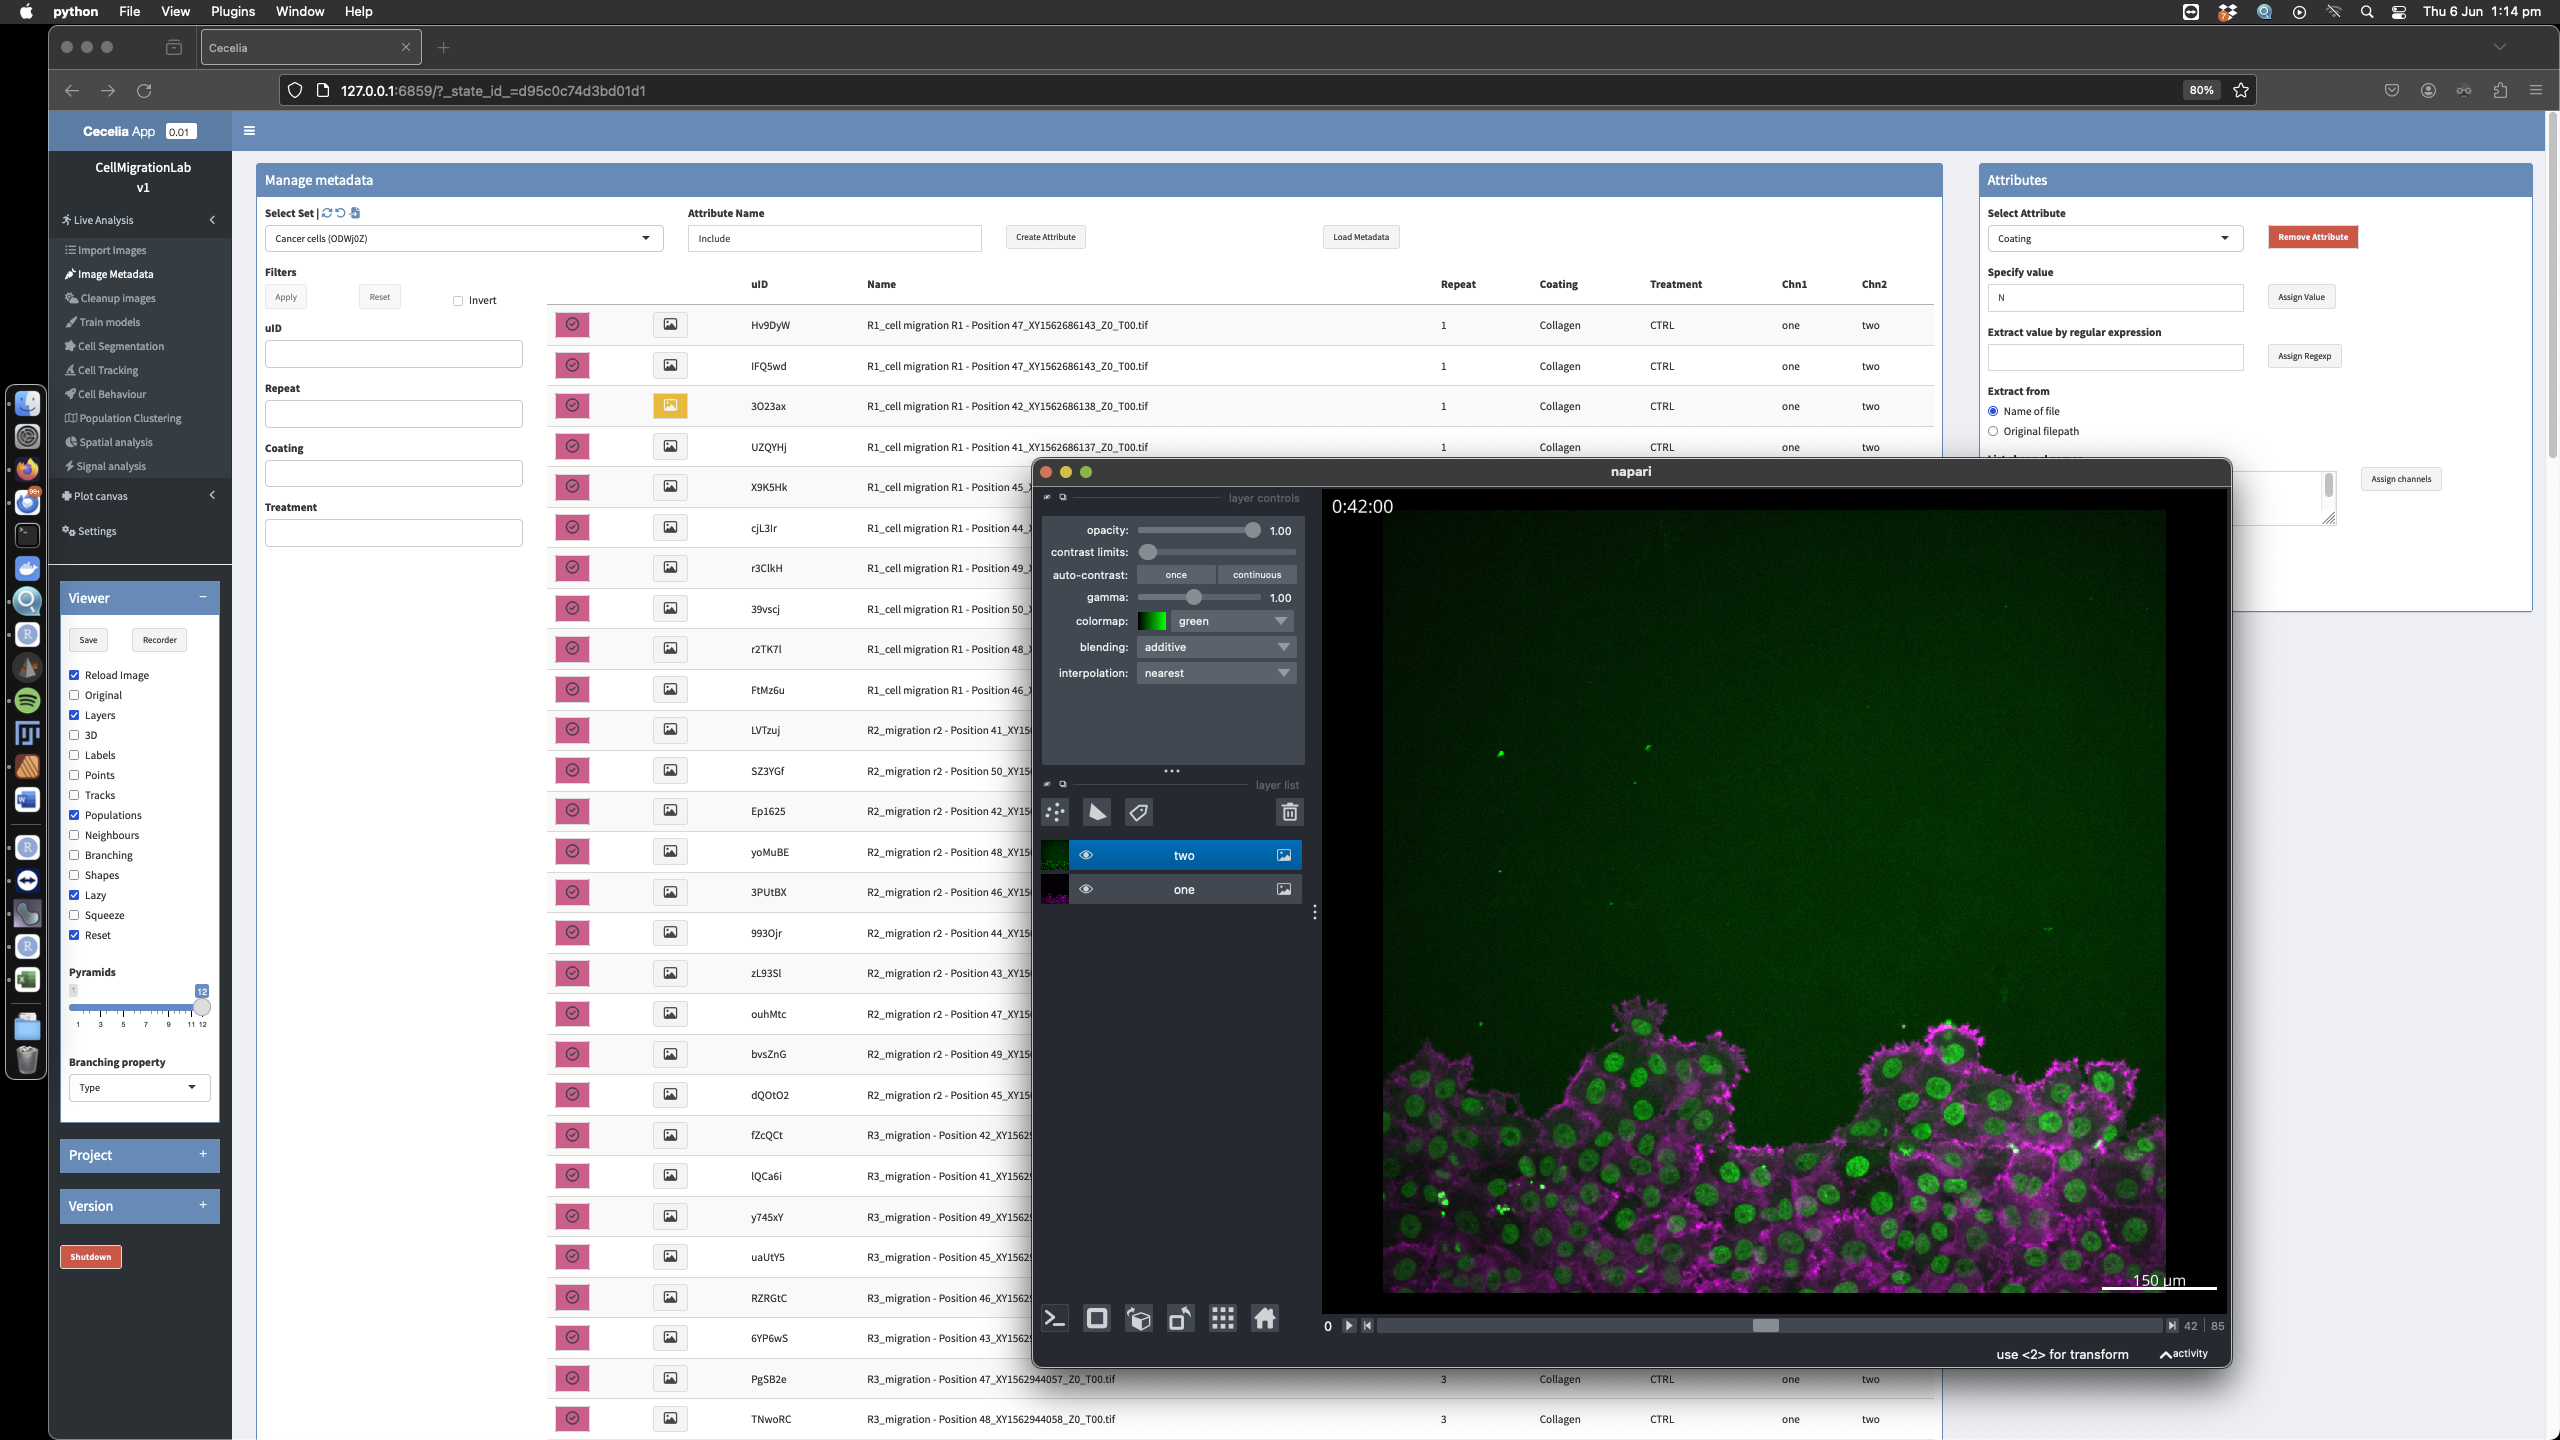 python File View Plugins Window Help
Thu 6 Jun 1:14 pm
Cecelia
127.0.0.1:6859/?_state_id_=d95c0c74d3bd01d1
80%
Cecelia App 0.01
CellMigrationLab
v1
Live Analysis
Import Images
Image Metadata
Cleanup images
Train models
Cell Segmentation
Cell Tracking
Cell Behaviour
Population Clustering
Spatial analysis
Signal analysis
Plot canvas
Settings
Viewer
Save Recorder
Reload Image
Original
Layers
3D
Labels
Points
Tracks
Populations
Neighbours
Branching
Shapes
Lazy
Squeeze
Reset
Pyramids
1 12
1 3 5 7 9 11 12
Branching property
Type
Project
Version
Shutdown
Manage metadata
Select Set |
Cancer cells (ODWj0Z)
Attribute Name
Include
Create Attribute
Load Metadata
Filters
Apply Reset Invert
uID
Repeat
Coating
Treatment
uID Name Repeat Coating Treatment Chn1 Chn2
Hv9DyW R1_cell migration R1 - Position 47_XY1562686143_Z0_T00.tif 1 Collagen CTRL one two
IFQ5wd R1_cell migration R1 - Position 47_XY1562686143_Z0_T00.tif 1 Collagen CTRL one two
3O23ax R1_cell migration R1 - Position 42_XY1562686138_Z0_T00.tif 1 Collagen CTRL one two
UZQYHj R1_cell migration R1 - Position 41_XY1562686137_Z0_T00.tif 1 Collagen CTRL one two
X9K5Hk R1_cell migration R1 - Position 45_X
cjL3Ir R1_cell migration R1 - Position 44_X
r3ClkH R1_cell migration R1 - Position 49_X
39vscj R1_cell migration R1 - Position 50_X
r2TK7l R1_cell migration R1 - Position 48_X
FtMz6u R1_cell migration R1 - Position 46_X
LVTzuj R2_migration r2 - Position 41_XY15
SZ3YGf R2_migration r2 - Position 50_XY15
Ep1625 R2_migration r2 - Position 42_XY15
yoMuBE R2_migration r2 - Position 48_XY15
3PUtBX R2_migration r2 - Position 46_XY15
993Ojr R2_migration r2 - Position 44_XY15
zL93Sl R2_migration r2 - Position 43_XY15
ouhMtc R2_migration r2 - Position 47_XY15
bvsZnG R2_migration r2 - Position 49_XY15
dQOtO2 R2_migration r2 - Position 45_XY15
fZcQCt R3_migration - Position 42_XY1562
lQCa6i R3_migration - Position 41_XY1562
y745xY R3_migration - Position 49_XY1562
uaUtY5 R3_migration - Position 45_XY1562
RZRGtC R3_migration - Position 46_XY1562
6YP6wS R3_migration - Position 43_XY1562
PgSB2e R3_migration - Position 47_XY1562944057_Z0_T00.tif 3 Collagen CTRL one two
TNwoRC R3_migration - Position 48_XY1562944058_Z0_T00.tif 3 Collagen CTRL one two
Attributes
Select Attribute
Coating
Remove Attribute
Specify value
N
Assign Value
Extract value by regular expression
Assign Regexp
Extract from
Name of file
Original filepath
Assign channels
napari
layer controls
opacity: 1.00
contrast limits:
auto-contrast: once continuous
gamma: 1.00
colormap: green
blending: additive
interpolation: nearest
layer list
two
one
0:42:00
150 µm
0 42 85
use <2> for transform
activity